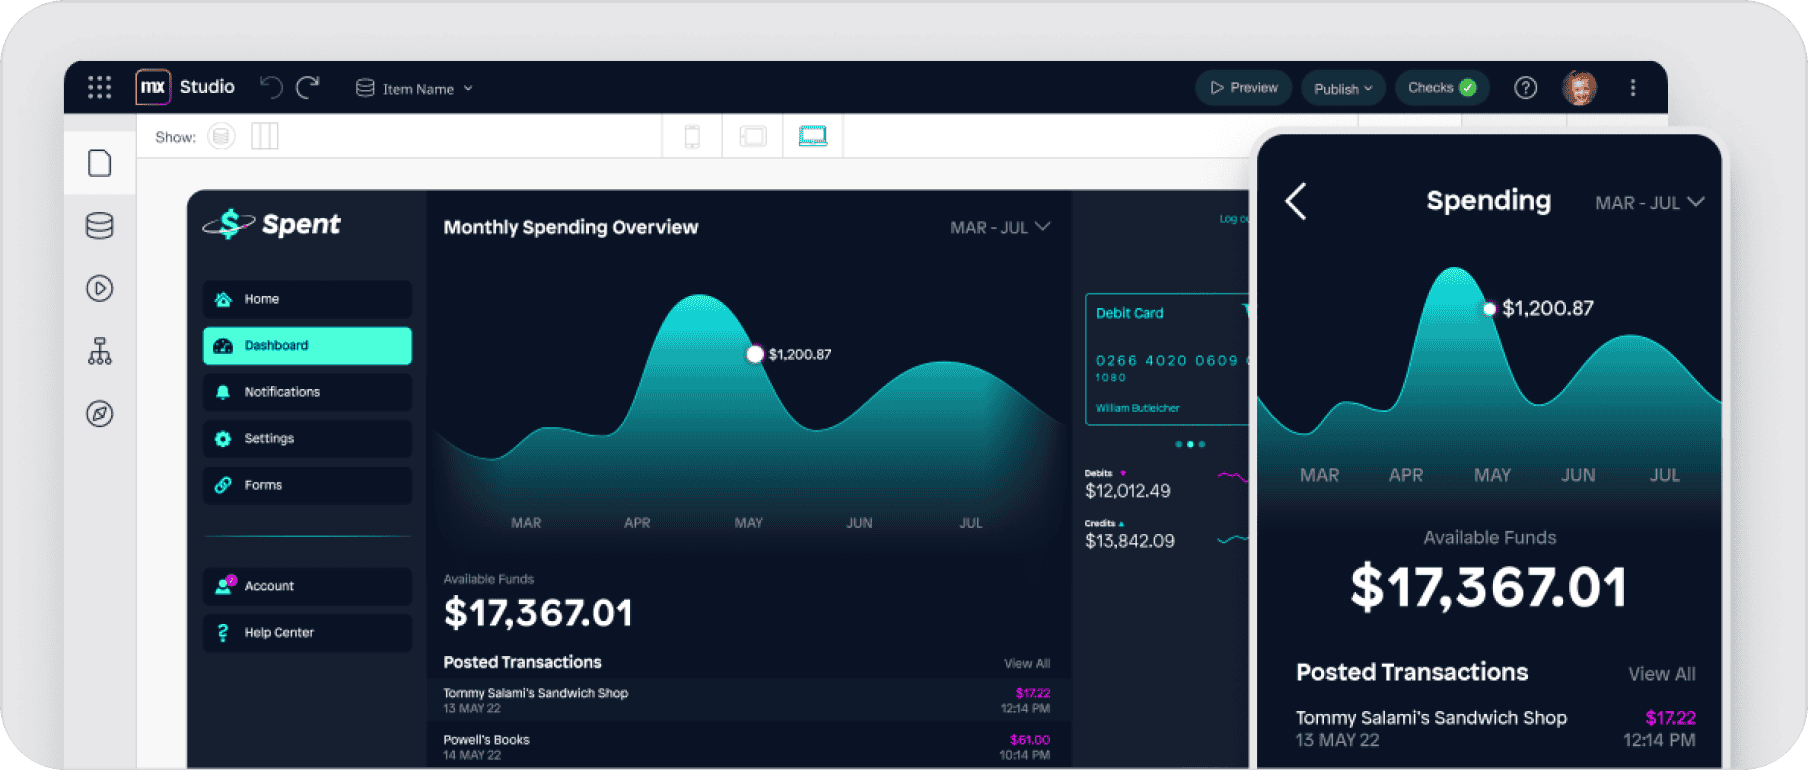 mx Studio Item Name Preview Publish Checks ?
Show:
Spent
Home
Dashboard
Notifications
Settings
Forms
Account
Help Center
Monthly Spending Overview MAR - JUL
$1,200.87
MAR APR MAY JUN JUL
Available Funds
$17,367.01
Posted Transactions View All
Tommy Salami's Sandwich Shop $17.22
13 MAY 22 12:14 PM
Powell's Books $61.00
14 MAY 22 10:14 PM
Log
Debit Card
0266 4020 0609
1080
William Butleicher
Debits
$12,012.49
Credits
$13,842.09
Spending MAR - JUL
$1,200.87
MAR APR MAY JUN JUL
Available Funds
$17,367.01
Posted Transactions View All
Tommy Salami's Sandwich Shop $17.22
13 MAY 22 12:14 PM